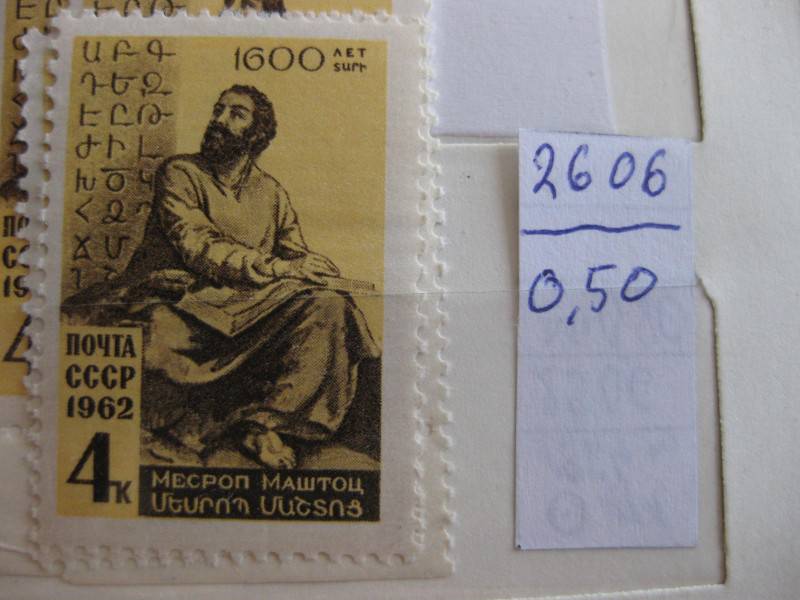 1600 ЛЕТ
ՏԱՐԻ
Ա Բ Գ
Դ Ե Զ
Է Ը Թ
Ժ Ի Լ
Խ Ծ Կ
Հ Ձ
Ճ Մ
ПОЧТА
СССР
1962
4К
МЕСРОП МАШТОЦ
ՄԵՍՐՈՊ ՄԱՇՏՈՑ
2606
0,50